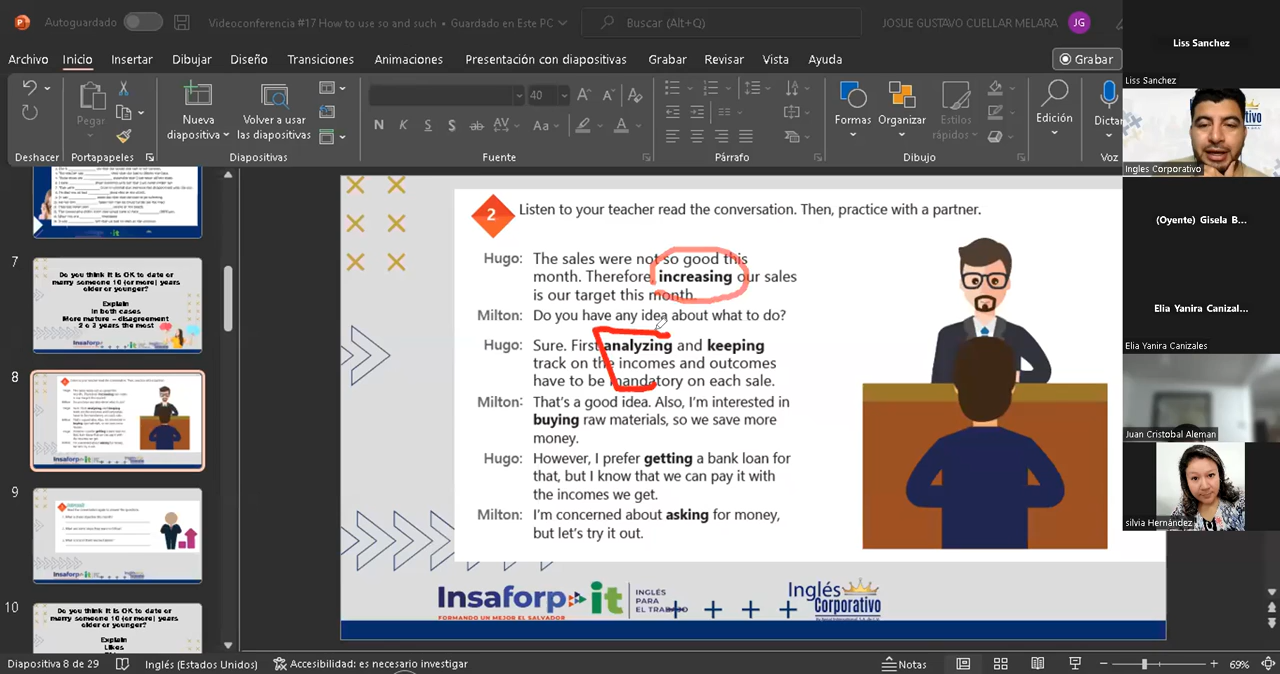 Autoguardado
Videoconferencia #17 How to use so and such • Guardado en Este PC
Buscar (Alt+Q)
JOSUE GUSTAVO CUELLAR MELARA
JG
Archivo Inicio Insertar Dibujar Diseño Transiciones Animaciones Presentación con diapositivas Grabar Revisar Vista Ayuda
Grabar
Pegar
Nueva diapositiva
Volver a usar las diapositivas
40
N K S S ab AV Aa A
Formas
Organizar
Estilos rápidos
Edición
Dictar
Deshacer Portapapeles Diapositivas Fuente Párrafo Dibujo Voz
7
Do you think it is OK to date or
marry someone 10 (or more) years
older or younger?
Explain
In both cases
More mature – disagreement
2 o 3 years the most
8
9
10
Do you think it is OK to date or
marry someone 10 (or more) years
older or younger?
Explain
Likes
2
Listen to your teacher read the conversation. Then, practice with a partner.
Hugo: The sales were not so good this
month. Therefore, increasing our sales
is our target this month.
Milton: Do you have any idea about what to do?
Hugo: Sure. First analyzing and keeping
track on the incomes and outcomes
have to be mandatory on each sale.
Milton: That's a good idea. Also, I'm interested in
buying raw materials, so we save more
money.
Hugo: However, I prefer getting a bank loan for
that, but I know that we can pay it with
the incomes we get.
Milton: I'm concerned about asking for money,
but let's try it out.
Insaforp it
FORMANDO UN MEJOR EL SALVADOR
INGLÉS
PARA
EL TRABAJO
Inglés
Corporativo
Liss Sanchez
Liss Sanchez
Ingles Corporativo
(Oyente) Gisela B...
Elia Yanira Canizal...
Elia Yanira Canizales
Juan Cristobal Aleman
silvia Hernández
Diapositiva 8 de 29
Inglés (Estados Unidos)
Accesibilidad: es necesario investigar
Notas
69%